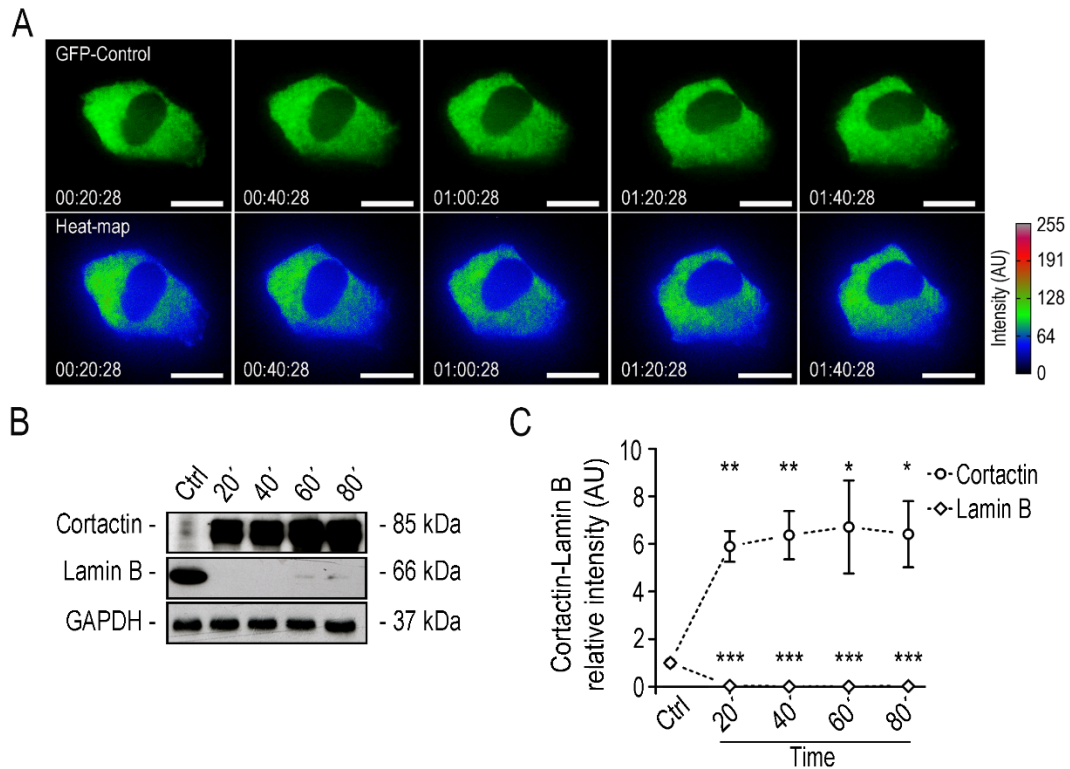 A
GFP-Control
00:20:28 00:40:28 01:00:28 01:20:28 01:40:28
Heat-map
00:20:28 00:40:28 01:00:28 01:20:28 01:40:28
255
191
128
64
0
Intensity (AU)
B
Ctrl 20´ 40´ 60´ 80´
Cortactin - - 85 kDa
Lamin B - - 66 kDa
GAPDH - - 37 kDa
C
Cortactin-Lamin B
relative intensity (AU)
10
8
6
4
2
0
** ** * *
*** *** *** ***
Cortactin
Lamin B
Ctrl 20´ 40´ 60´ 80´
Time